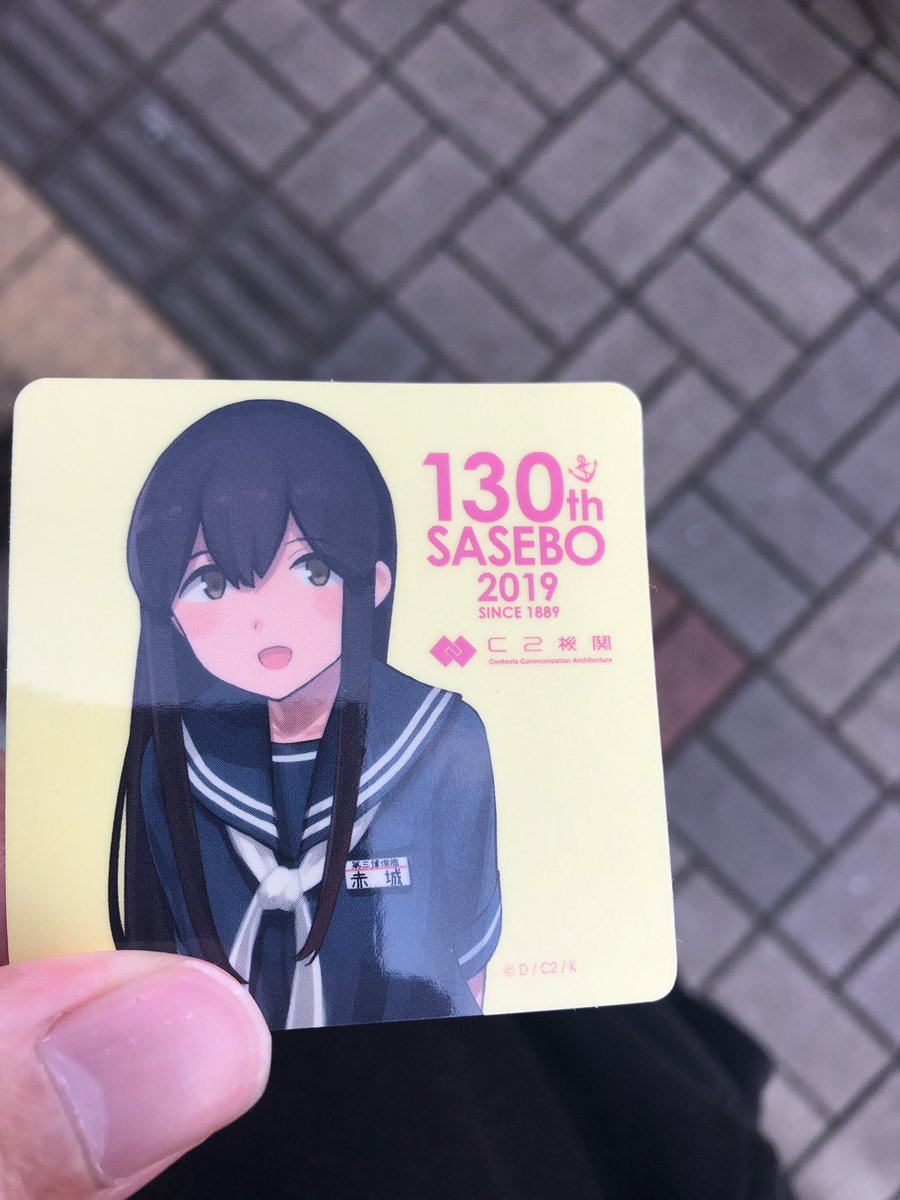 130th
SASEBO
2019
SINCE 1889
C2機関
Contents Communication Architecture
赤城
© D / C2 / K